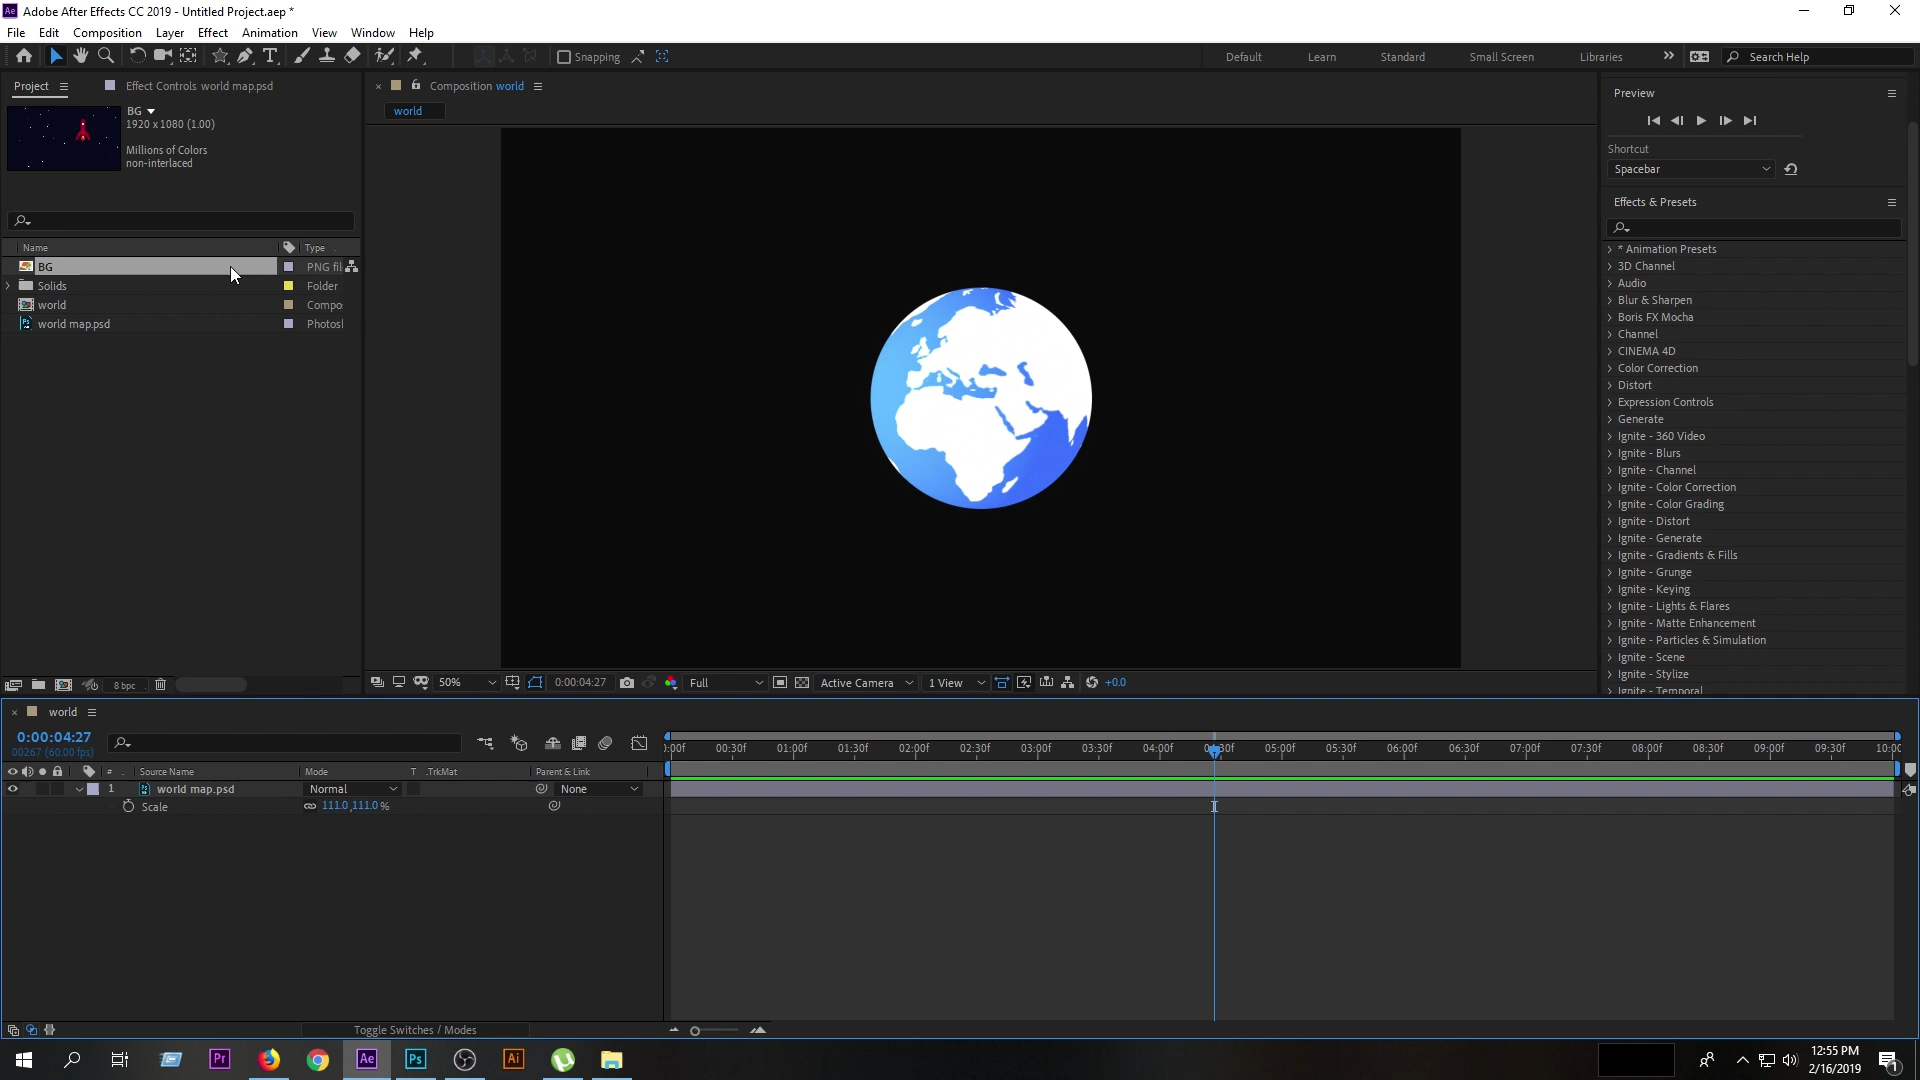 Adobe After Effects CC 2019 - Untitled Project.aep *
File Edit Composition Layer Effect Animation View Window Help
Snapping
Default Learn Standard Small Screen Libraries
Search Help
Project
Effect Controls world map.psd
BG
1920 x 1080 (1.00)
Millions of Colors
non-interlaced
Name Type
BG PNG fil
Solids Folder
world Compo
world map.psd Photosl
8 bpc
Composition world
world
50% 0:00:04:27 Full Active Camera 1 View +0.0
Preview
Shortcut
Spacebar
Effects & Presets
* Animation Presets
3D Channel
Audio
Blur & Sharpen
Boris FX Mocha
Channel
CINEMA 4D
Color Correction
Distort
Expression Controls
Generate
Ignite - 360 Video
Ignite - Blurs
Ignite - Channel
Ignite - Color Correction
Ignite - Color Grading
Ignite - Distort
Ignite - Generate
Ignite - Gradients & Fills
Ignite - Grunge
Ignite - Keying
Ignite - Lights & Flares
Ignite - Matte Enhancement
Ignite - Particles & Simulation
Ignite - Scene
Ignite - Stylize
Ignite - Temporal
world
0:00:04:27
00267 (60.00 fps)
):00f 00:30f 01:00f 01:30f 02:00f 02:30f 03:00f 03:30f 04:00f 05:00f 05:30f 06:00f 06:30f 07:00f 07:30f 08:00f 08:30f 09:00f 09:30f 10:00
# Source Name Mode T .TrkMat Parent & Link
1 world map.psd Normal None
Scale 111.0,111.0 %
Toggle Switches / Modes
Pr Ae Ps Ai
12:55 PM
2/16/2019
1